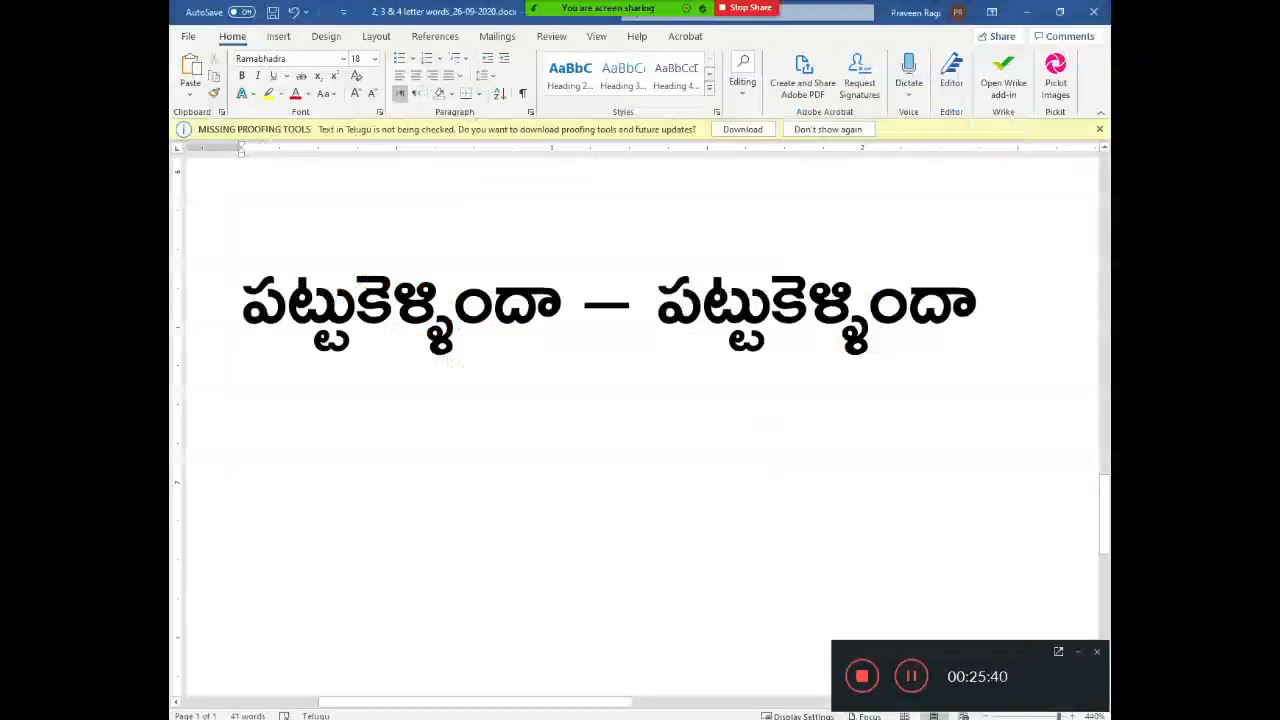 AutoSave Off 2, 3 & 4 letter words_26-09-2020.docx You are screen sharing Stop Share Praveen Ragi PR
File Home Insert Design Layout References Mailings Review View Help Acrobat Share Comments
Ramabhadra 18 AaBbC AaBbC AaBbCcI
Paste Heading 2... Heading 3... Heading 4... Editing Create and Share Adobe PDF Request Signatures Dictate Editor Open Wrike add-in Pickit Images
Clipboard Font Paragraph Styles Adobe Acrobat Voice Editor Wrike Pickit
MISSING PROOFING TOOLS Text in Telugu is not being checked. Do you want to download proofing tools and future updates? Download Don't show again
1 2
పట్టుకెళ్ళిందా – పట్టుకెళ్ళిందా
00:25:40
Page 1 of 1 41 words Telugu Display Settings Focus 440%